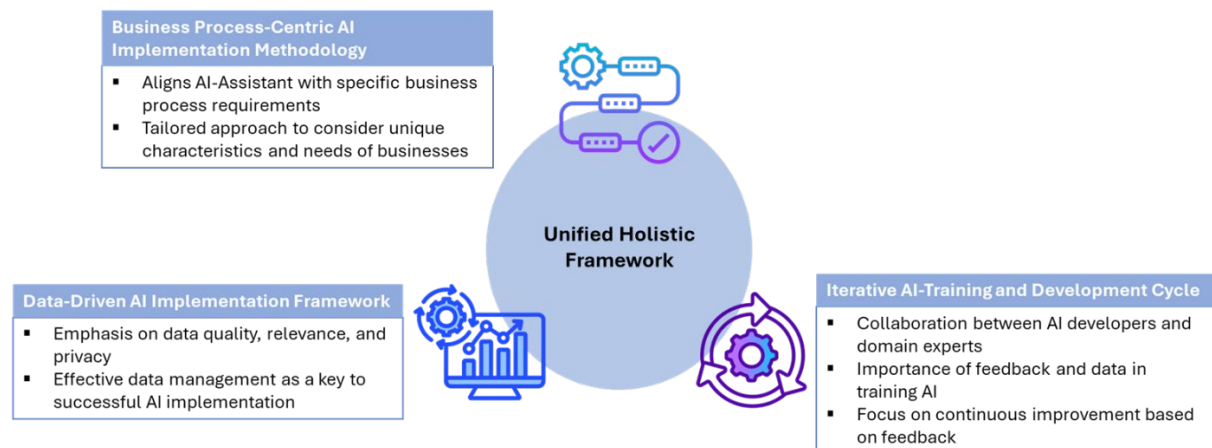 Business Process-Centric AI
Implementation Methodology
▪ Aligns AI-Assistant with specific business
process requirements
▪ Tailored approach to consider unique
characteristics and needs of businesses
Unified Holistic
Framework
Data-Driven AI Implementation Framework
▪ Emphasis on data quality, relevance, and
privacy
▪ Effective data management as a key to
successful AI implementation
Iterative AI-Training and Development Cycle
▪ Collaboration between AI developers and
domain experts
▪ Importance of feedback and data in
training AI
▪ Focus on continuous improvement based
on feedback